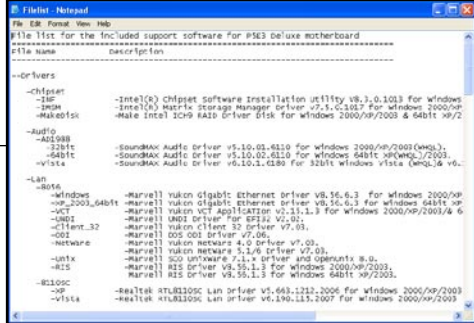 Filelist - Notepad
File Edit Format View Help
File list for the included support software for P5E3 Deluxe motherboard
================================================================
File Name Description
================================================================
--Drivers
-Chipset
-INF -Intel(R) Chipset Software Installation Utility V8.3.0.1013 for Windows
-IMSM -Intel(R) Matrix Storage Manager Driver v7.5.0.1017 for Windows 2000/XP
-MakeDisk -Make Intel ICH9 RAID Driver Disk for Windows 2000/XP/2003 & 64bit XP/2
-Audio
-AD1988
-32bit -SoundMAX Audio Driver v5.10.01.6110 for Windows 2000/XP/2003(WHQL).
-64bit -SoundMAX Audio Driver v5.10.02.6110 for Windows 64bit XP(WHQL)/2003.
-Vista -SoundMAX Audio Driver v6.10.1.6180 for 32bit Windows Vista (WHQL)& v6.
-Lan
-8056
-Windows -Marvell Yukon Gigabit Ethernet Driver V8.56.6.3 for Windows 2000
-XP_2003_64bit -Marvell Yukon Gigabit Ethernet Driver V8.56.6.3 for Windows XP/2
-VCT -Marvell Yukon VCT Application v2.15.1.3 for Windows 2000/XP/2003/& 6
-UNDI -Marvell UNDI Driver for EFI32 V2.02.
-Client_32 -Marvell Yukon Client 32 Driver V7.03.
-ODI -Marvell DOS ODI Driver V7.06.
-NetWare -Marvell Yukon NetWare 4.0 Driver V7.03.
Marvell Yukon NetWare 5.1/6 Driver v7.03.
-Unix -Marvell SCO Unixware 7.1.x Driver and OpenUnix 8.0.
-RIS -Marvell RIS Driver V8.55.1.3 for Windows 2000/XP/2003.
Marvell RIS Driver V8.55.1.3 for Windows 64bit XP/2003.
-8110SC
-XP -Realtek RTL8110SC Lan Driver V5.663.1212.2006 for Windows 2000/XP/2003
-Vista -Realtek RTL8110SC Lan Driver V6.190.115.2007 for Windows 2000/XP/2003